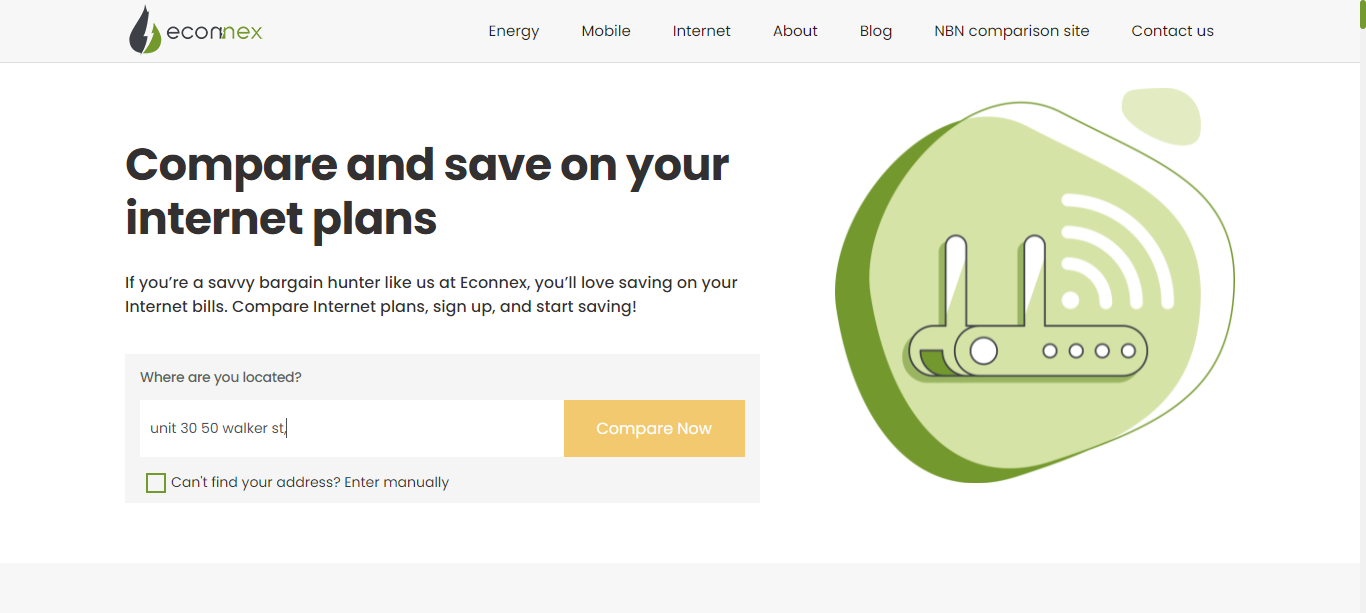 econnex
Energy
Mobile
Internet
About
Blog
NBN comparison site
Contact us
Compare and save on your
internet plans
If you’re a savvy bargain hunter like us at Econnex, you’ll love saving on your
Internet bills. Compare Internet plans, sign up, and start saving!
Where are you located?
unit 30 50 walker st,
Compare Now
Can't find your address? Enter manually